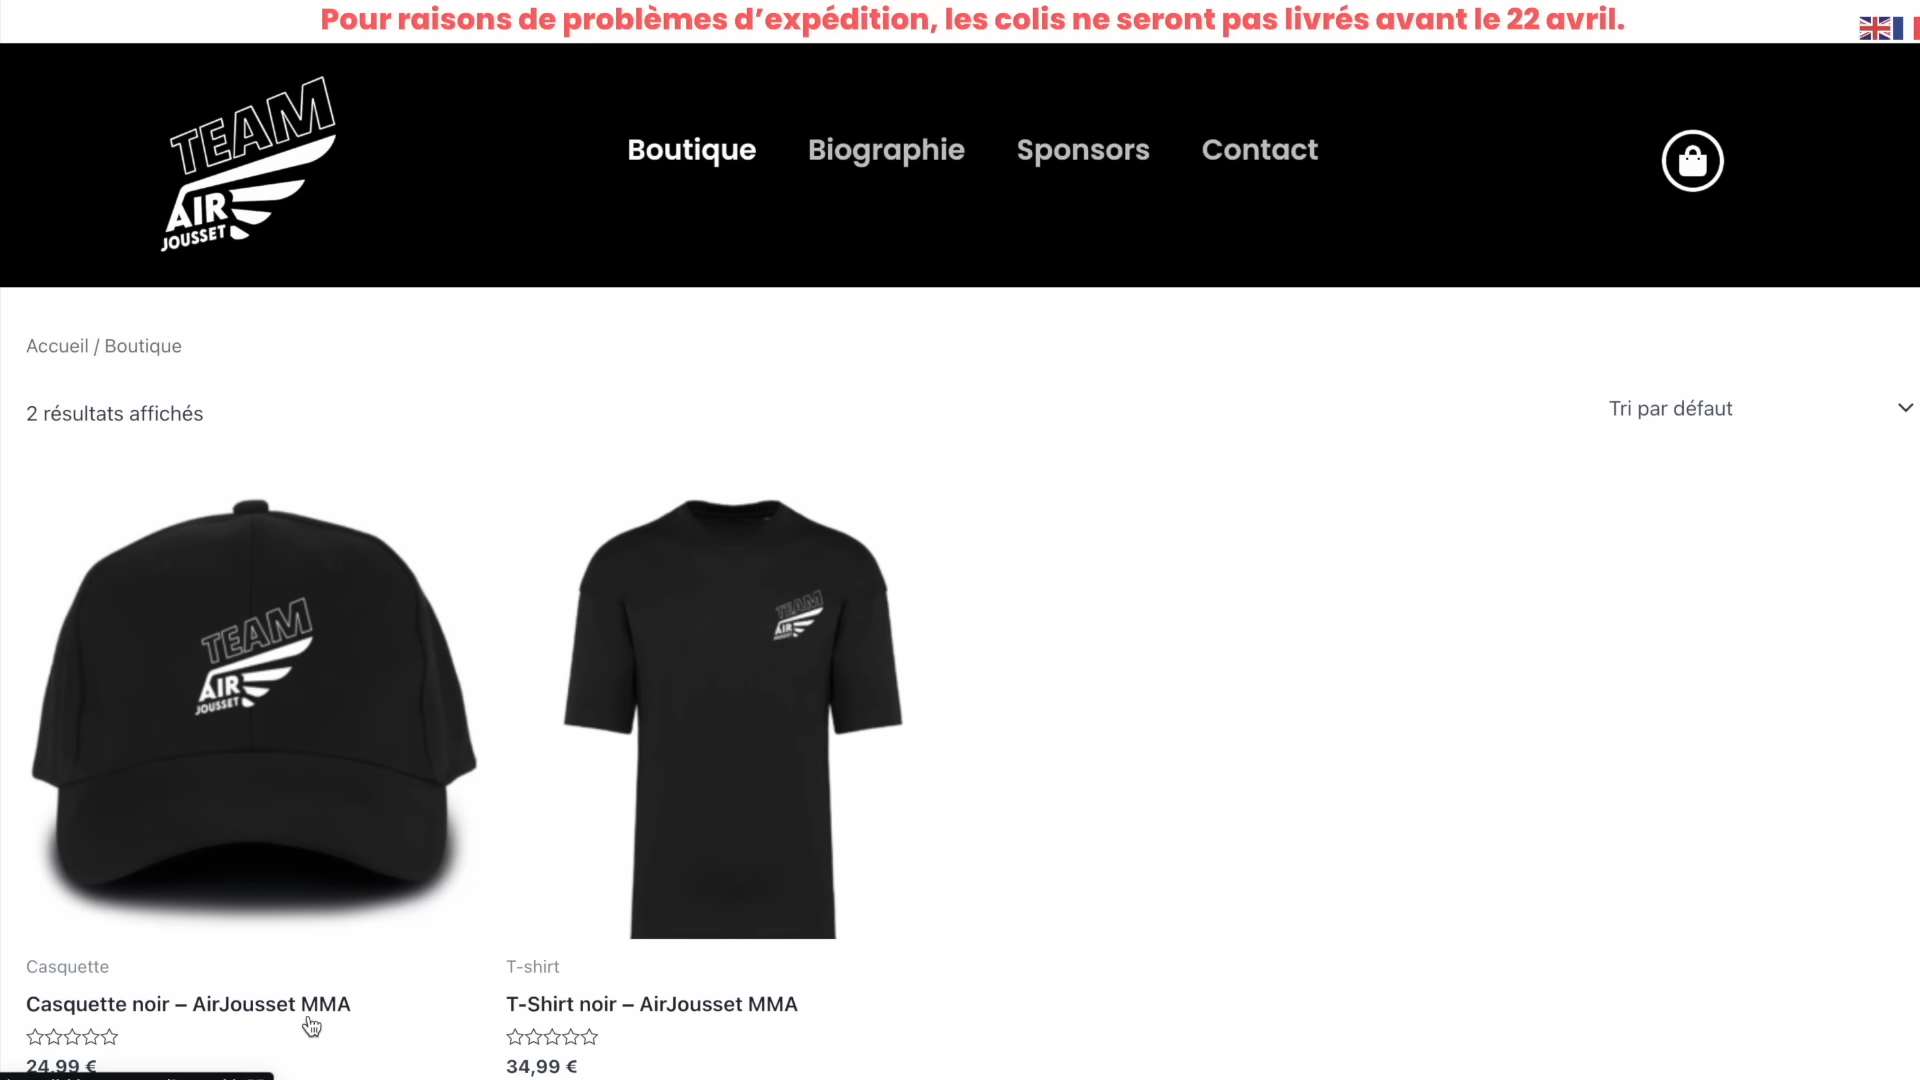 Pour raisons de problèmes d’expédition, les colis ne seront pas livrés avant le 22 avril.
TEAM
AIR
JOUSSET
Boutique
Biographie
Sponsors
Contact
Accueil / Boutique
2 résultats affichés
Tri par défaut
TEAM
AIR
JOUSSET
TEAM
AIR
Casquette
Casquette noir – AirJousset MMA
24,99 €
T-shirt
T-Shirt noir – AirJousset MMA
34,99 €